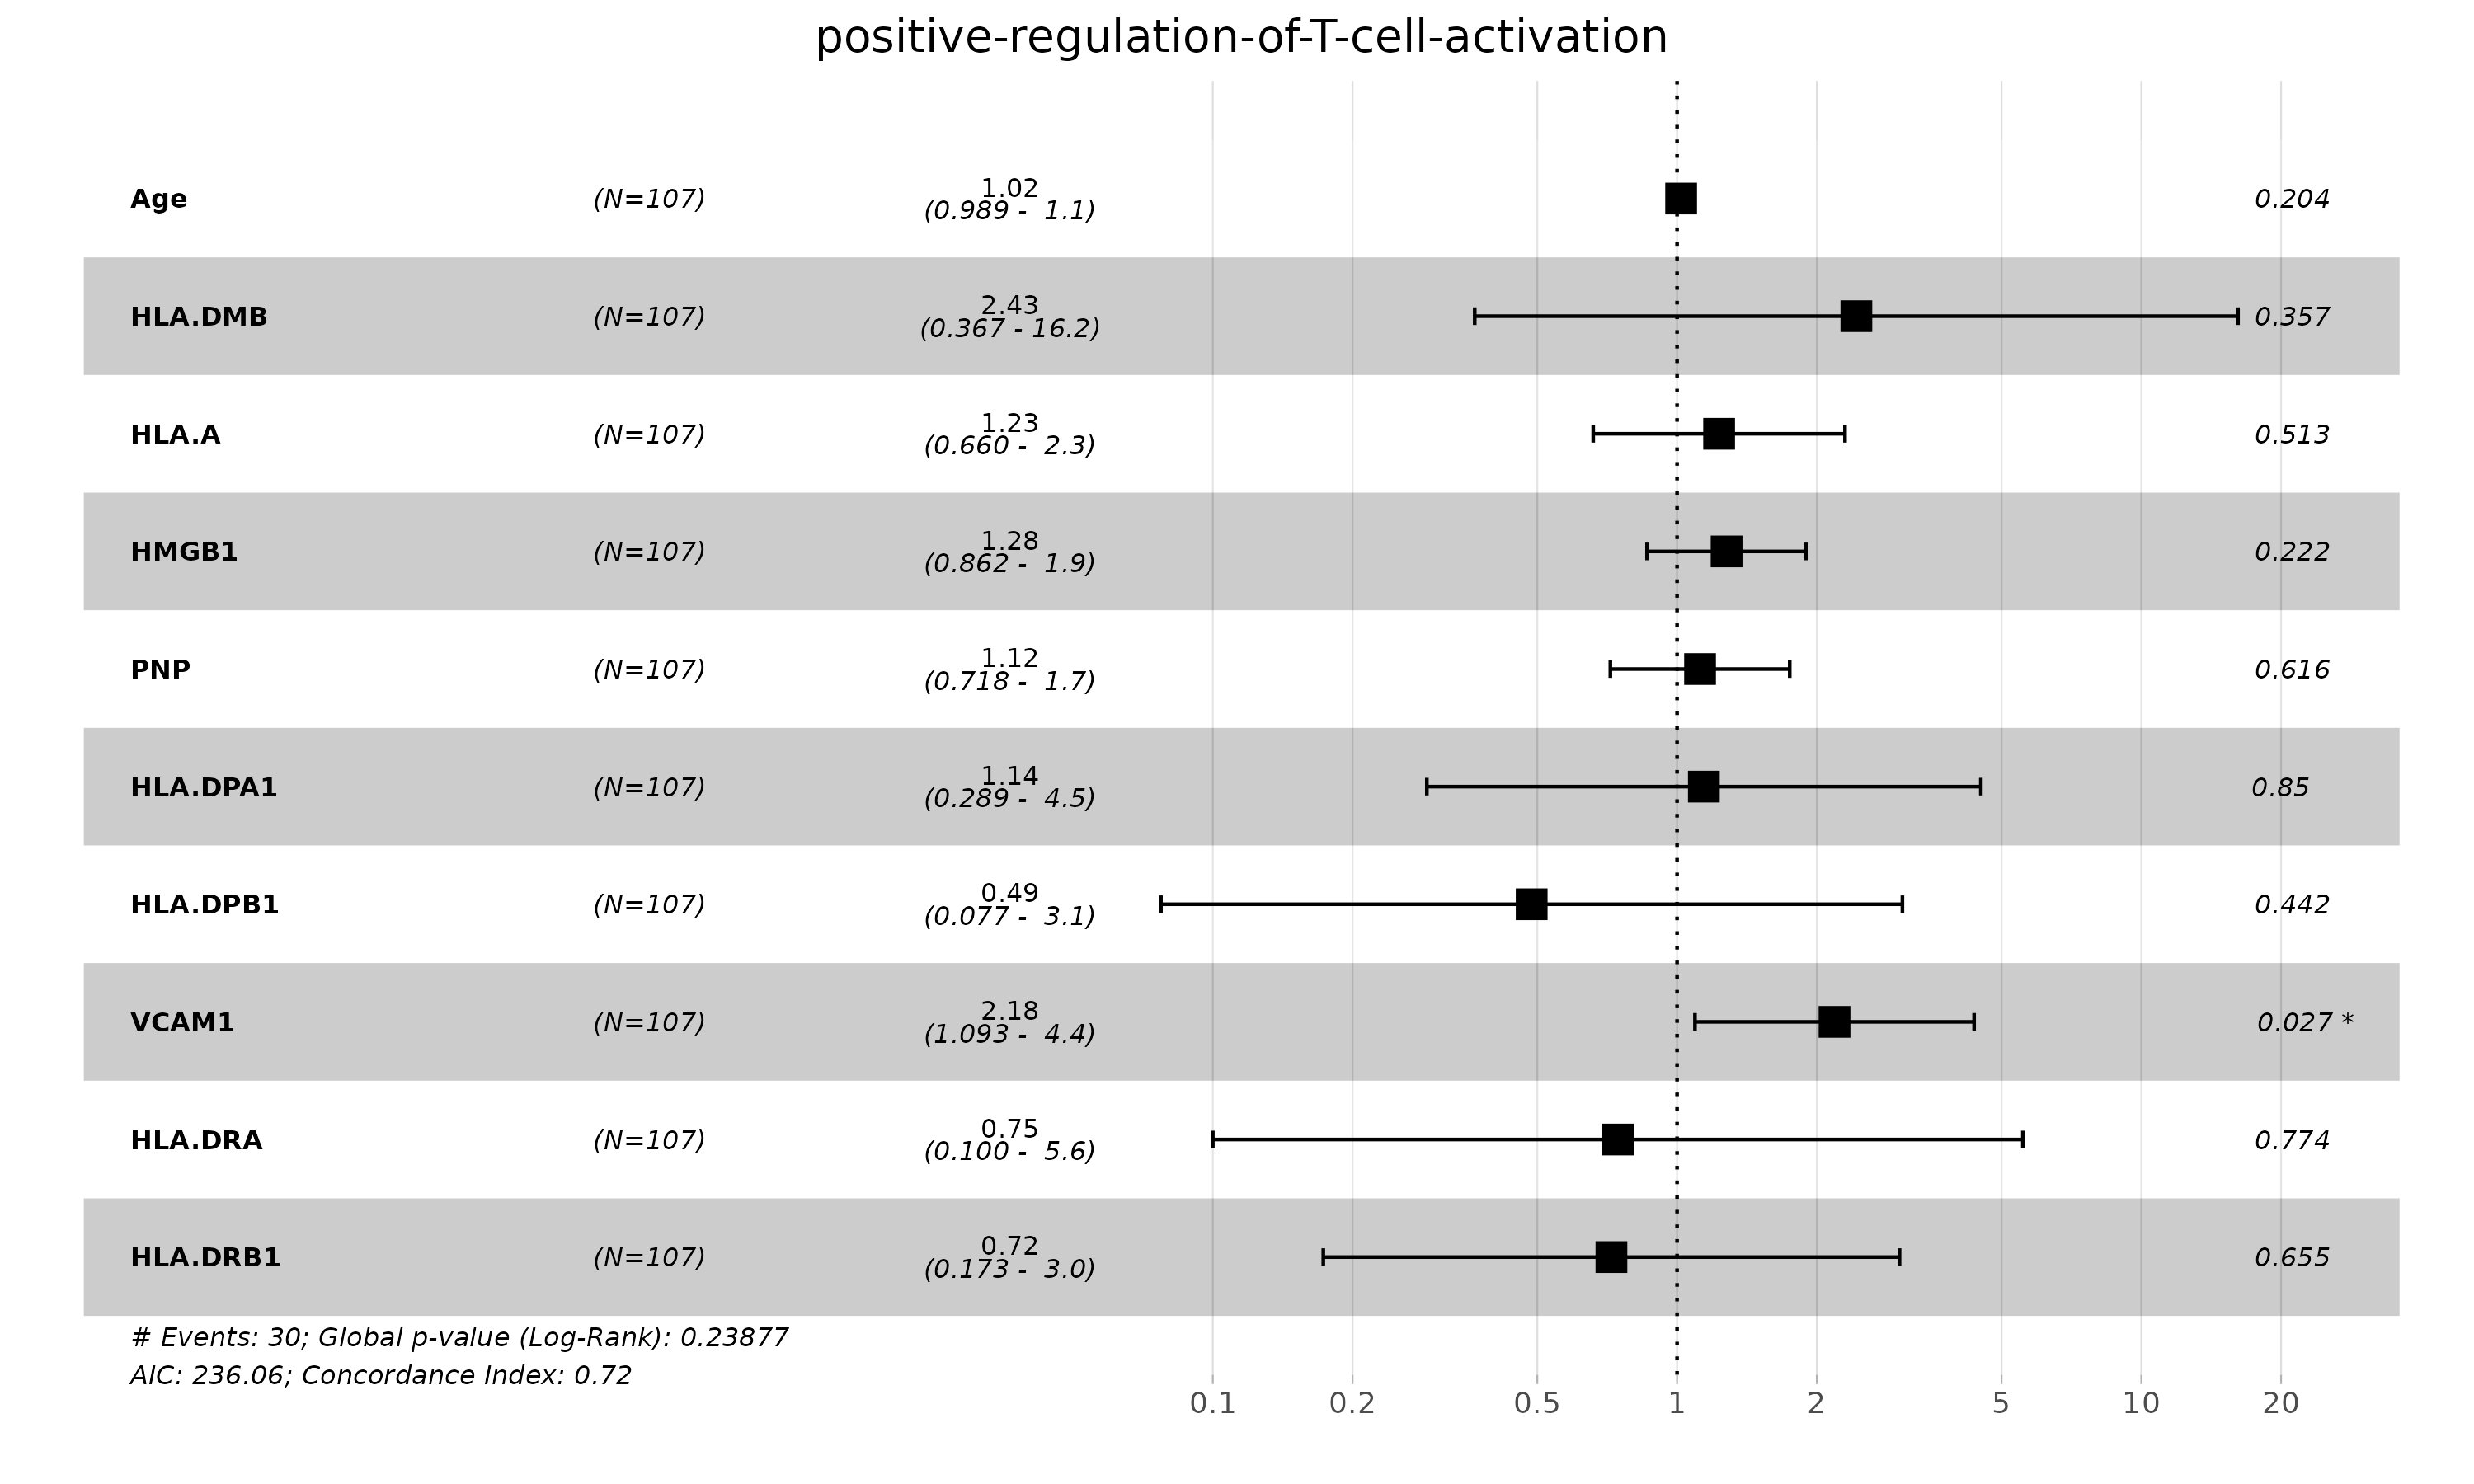 positive-regulation-of-T-cell-activation
Age (N=107) 1.02 (0.989 - 1.1) 0.204
HLA.DMB (N=107) 2.43 (0.367 - 16.2) 0.357
HLA.A (N=107) 1.23 (0.660 - 2.3) 0.513
HMGB1 (N=107) 1.28 (0.862 - 1.9) 0.222
PNP (N=107) 1.12 (0.718 - 1.7) 0.616
HLA.DPA1 (N=107) 1.14 (0.289 - 4.5) 0.85
HLA.DPB1 (N=107) 0.49 (0.077 - 3.1) 0.442
VCAM1 (N=107) 2.18 (1.093 - 4.4) 0.027 *
HLA.DRA (N=107) 0.75 (0.100 - 5.6) 0.774
HLA.DRB1 (N=107) 0.72 (0.173 - 3.0) 0.655
# Events: 30; Global p-value (Log-Rank): 0.23877
AIC: 236.06; Concordance Index: 0.72
0.1 0.2 0.5 1 2 5 10 20